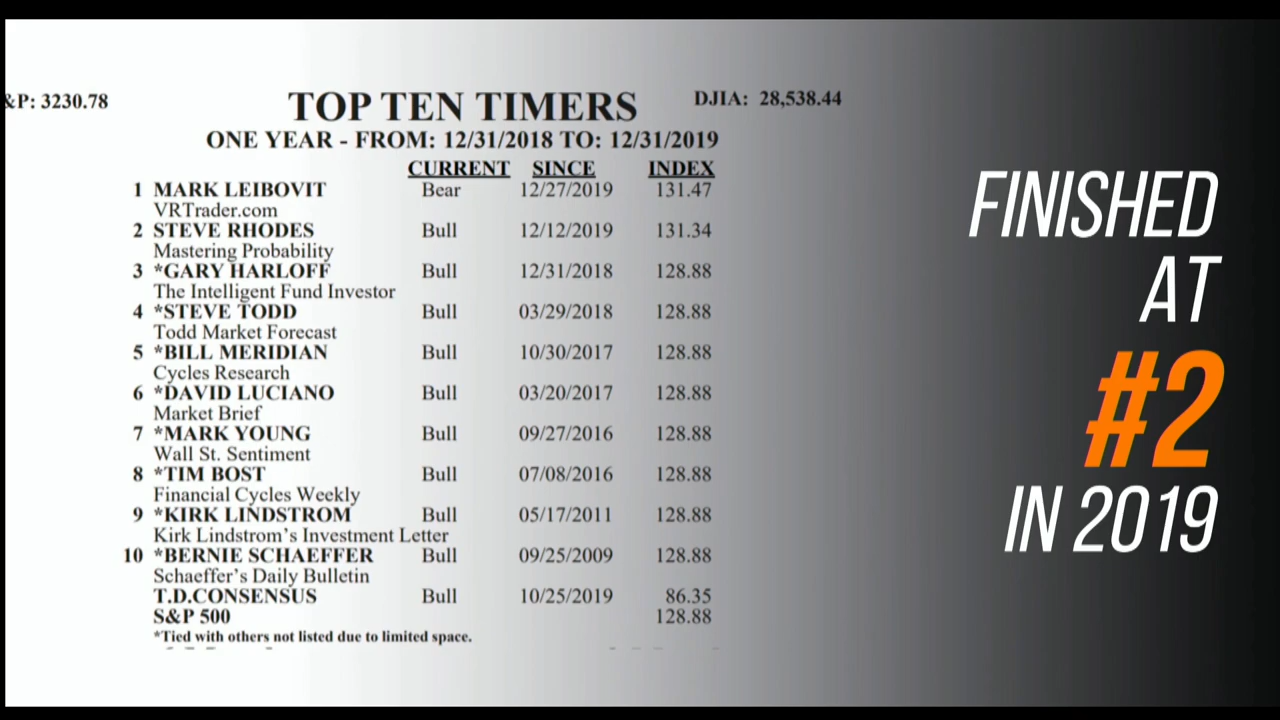 &P: 3230.78
TOP TEN TIMERS
DJIA: 28,538.44
ONE YEAR - FROM: 12/31/2018 TO: 12/31/2019
CURRENT SINCE INDEX
1 MARK LEIBOVIT Bear 12/27/2019 131.47
VRTrader.com
2 STEVE RHODES Bull 12/12/2019 131.34
Mastering Probability
3 *GARY HARLOFF Bull 12/31/2018 128.88
The Intelligent Fund Investor
4 *STEVE TODD Bull 03/29/2018 128.88
Todd Market Forecast
5 *BILL MERIDIAN Bull 10/30/2017 128.88
Cycles Research
6 *DAVID LUCIANO Bull 03/20/2017 128.88
Market Brief
7 *MARK YOUNG Bull 09/27/2016 128.88
Wall St. Sentiment
8 *TIM BOST Bull 07/08/2016 128.88
Financial Cycles Weekly
9 *KIRK LINDSTROM Bull 05/17/2011 128.88
Kirk Lindstrom's Investment Letter
10 *BERNIE SCHAEFFER Bull 09/25/2009 128.88
Schaeffer's Daily Bulletin
T.D.CONSENSUS Bull 10/25/2019 86.35
S&P 500 128.88
*Tied with others not listed due to limited space.
FINISHED
AT
#2
IN 2019